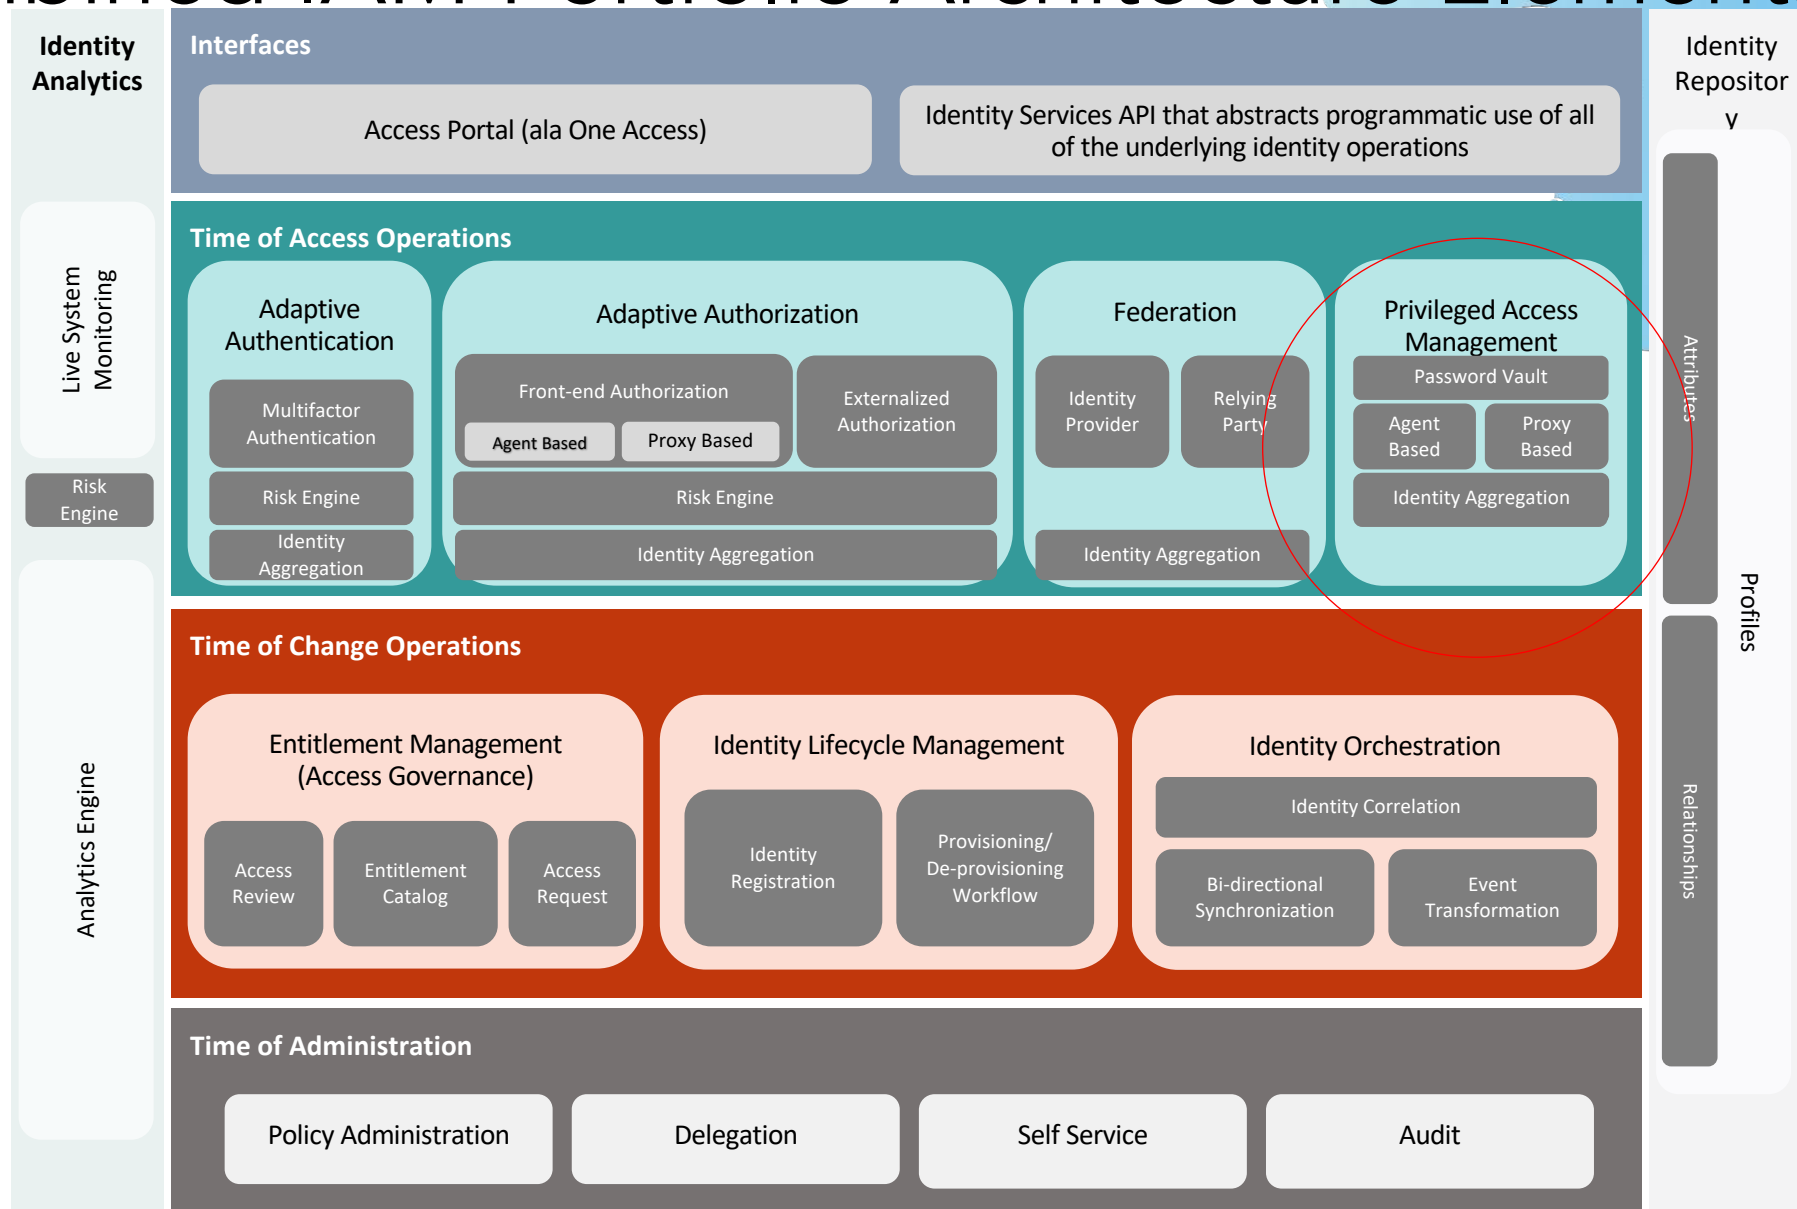 IAM Portfolio Architecture Element
Identity
Analytics
Live System
Monitoring
Risk
Engine
Analytics Engine
Interfaces
Access Portal (ala One Access)
Identity Services API that abstracts programmatic use of all
of the underlying identity operations
Time of Access Operations
Adaptive
Authentication
Multifactor
Authentication
Risk Engine
Identity
Aggregation
Adaptive Authorization
Front-end Authorization
Agent Based
Proxy Based
Externalized
Authorization
Risk Engine
Identity Aggregation
Federation
Identity
Provider
Relying
Party
Identity Aggregation
Privileged Access
Management
Password Vault
Agent
Based
Proxy
Based
Identity Aggregation
Time of Change Operations
Entitlement Management
(Access Governance)
Access
Review
Entitlement
Catalog
Access
Request
Identity Lifecycle Management
Identity
Registration
Provisioning/
De-provisioning
Workflow
Identity Orchestration
Identity Correlation
Bi-directional
Synchronization
Event
Transformation
Time of Administration
Policy Administration
Delegation
Self Service
Audit
Identity
Repositor
y
Attributes
Profiles
Relationships